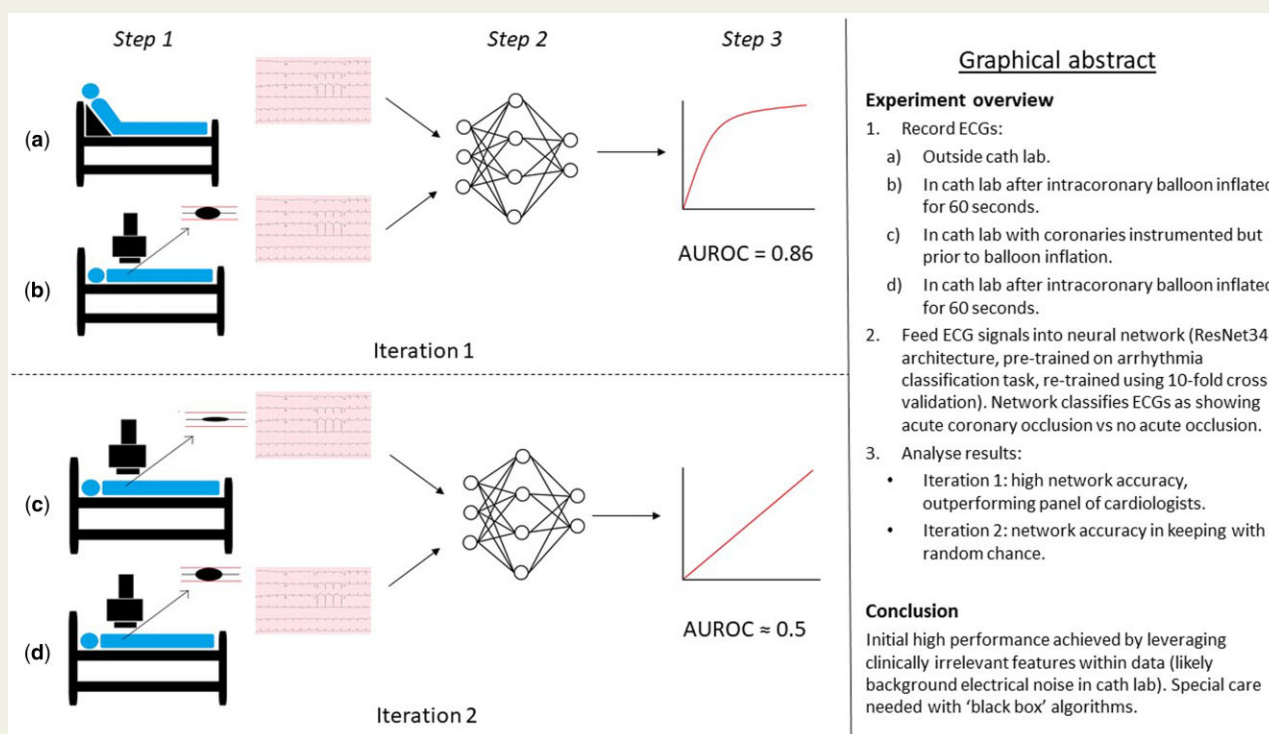 Step 1
Step 2
Step 3
(a)
(b)
AUROC = 0.86
Iteration 1
(c)
(d)
AUROC ≈ 0.5
Iteration 2
Graphical abstract
Experiment overview
1. Record ECGs:
a) Outside cath lab.
b) In cath lab after intracoronary balloon inflated
for 60 seconds.
c) In cath lab with coronaries instrumented but
prior to balloon inflation.
d) In cath lab after intracoronary balloon inflated
for 60 seconds.
2. Feed ECG signals into neural network (ResNet34
architecture, pre-trained on arrhythmia
classification task, re-trained using 10-fold cross
validation). Network classifies ECGs as showing
acute coronary occlusion vs no acute occlusion.
3. Analyse results:
• Iteration 1: high network accuracy,
outperforming panel of cardiologists.
• Iteration 2: network accuracy in keeping with
random chance.
Conclusion
Initial high performance achieved by leveraging
clinically irrelevant features within data (likely
background electrical noise in cath lab). Special care
needed with ‘black box’ algorithms.